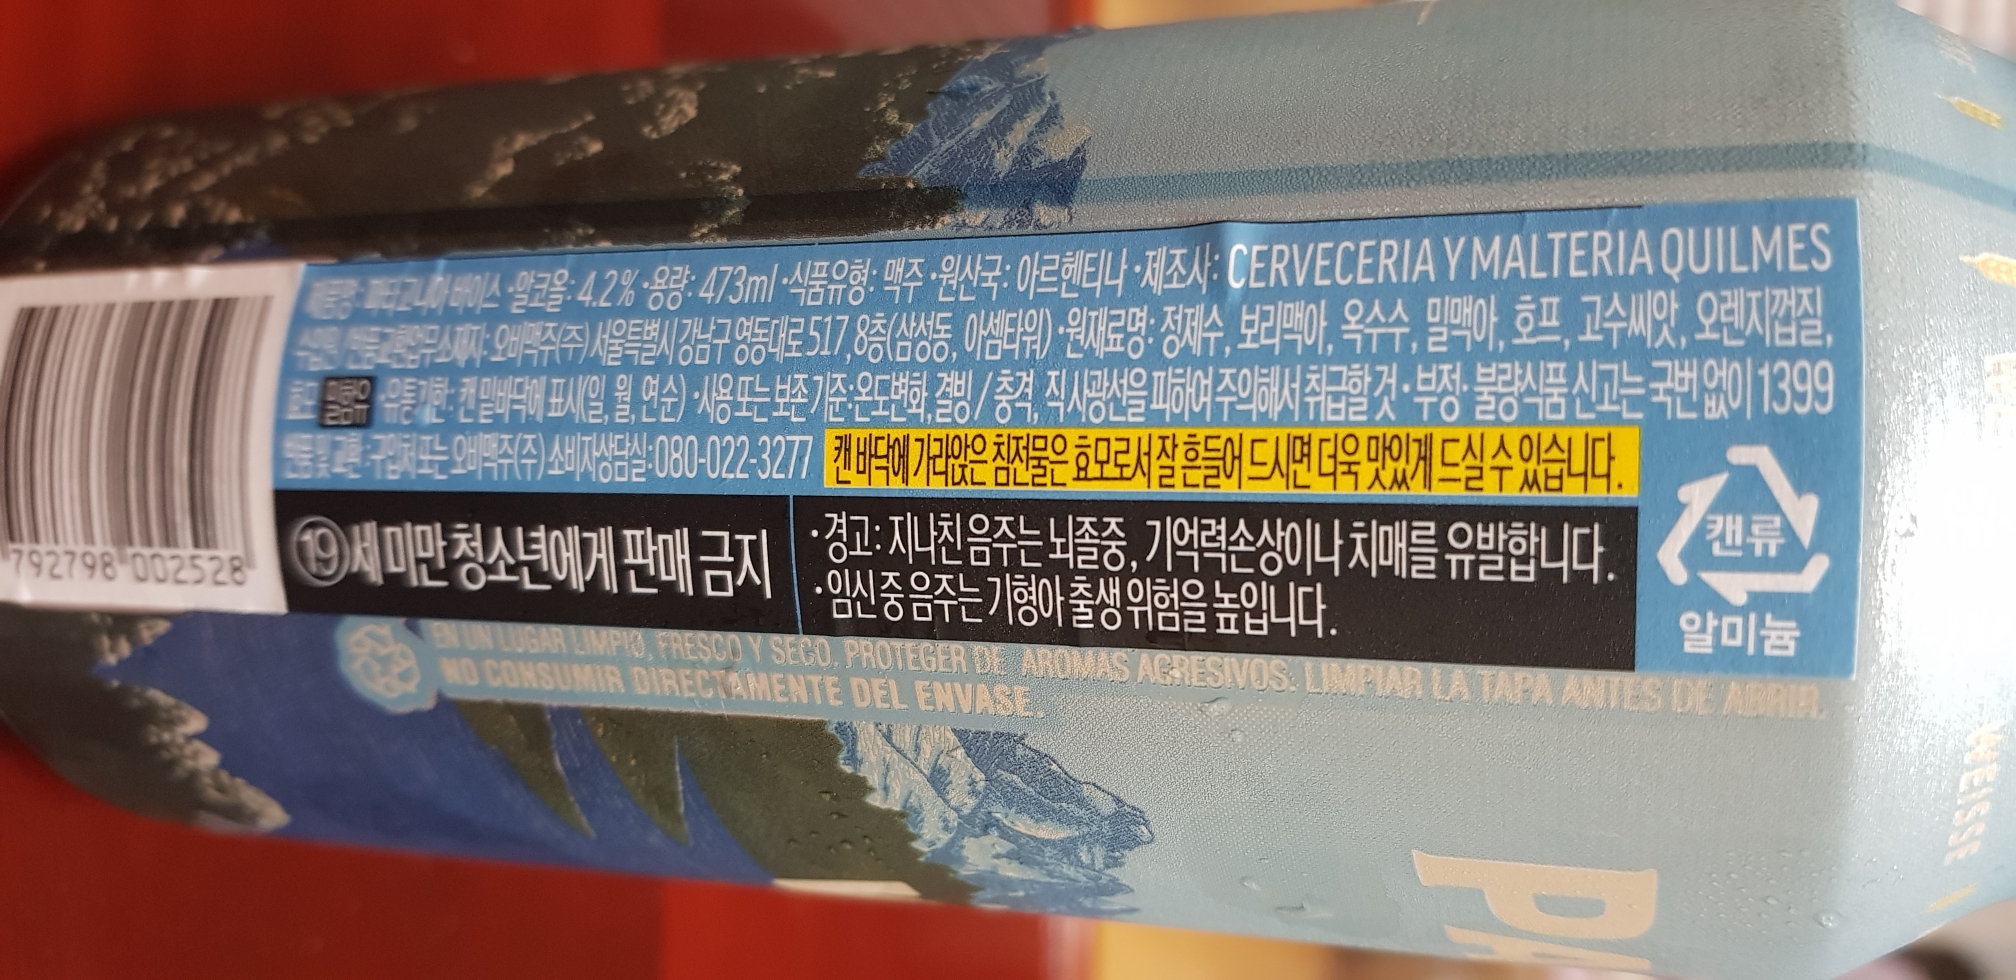 제품명: 파타고니아 바이스 ·알코올: 4.2% ·용량: 473ml ·식품유형: 맥주 ·원산국: 아르헨티나 ·제조사: CERVECERIA Y MALTERIA QUILMES
수입원 및 반품교환업무소재지: 오비맥주(주) 서울특별시 강남구 영동대로 517, 8층(삼성동, 아셈타워) ·원재료명: 정제수, 보리맥아, 옥수수, 밀맥아, 호프, 고수씨앗, 오렌지껍질,
효모 밀함유 ·유통기한: 캔 밑바닥에 표시(일, 월, 연 순) ·사용 또는 보존 기준:온도변화, 결빙 / 충격, 직사광선을 피하여 주의해서 취급할 것 · 부정· 불량식품 신고는 국번 없이 1399
반품 및 교환 : 구입처 또는 오비맥주(주) 소비자상담실:080-022-3277 캔 바닥에 가라앉은 침전물은 효모로서 잘 흔들어 드시면 더욱 맛있게 드실 수 있습니다.
⑲세 미만 청소년에게 판매 금지
·경고: 지나친 음주는 뇌졸중, 기억력손상이나 치매를 유발합니다.
·임신 중 음주는 기형아 출생 위험을 높입니다.
캔류
알미늄
792798 002528
EN UN LUGAR LIMPIO, FRESCO Y SECO. PROTEGER DE AROMAS AGRESIVOS. LIMPIAR LA TAPA ANTES DE ABRIR.
NO CONSUMIR DIRECTAMENTE DEL ENVASE.
WEISSE
PA